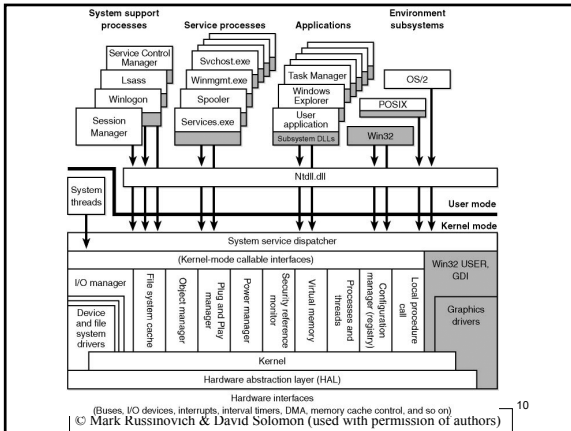 System support
processes
Service processes
Applications
Environment
subsystems
Service Control
Manager
Lsass
Winlogon
Session
Manager
Svchost.exe
Winmgmt.exe
Spooler
Services.exe
Task Manager
Windows
Explorer
User
application
Subsystem DLLs
OS/2
POSIX
Win32
Ntdll.dll
System
threads
User mode
Kernel mode
System service dispatcher
(Kernel-mode callable interfaces)
Win32 USER,
GDI
I/O manager
Device
and file
system
drivers
File system cache
Object manager
Plug and Play
manager
Power manager
Security reference
monitor
Virtual memory
Processes and
threads
Configuration
manager (registry)
Local procedure
call
Graphics
drivers
Kernel
Hardware abstraction layer (HAL)
Hardware interfaces
(Buses, I/O devices, interrupts, interval timers, DMA, memory cache control, and so on)
10
© Mark Russinovich & David Solomon (used with permission of authors)